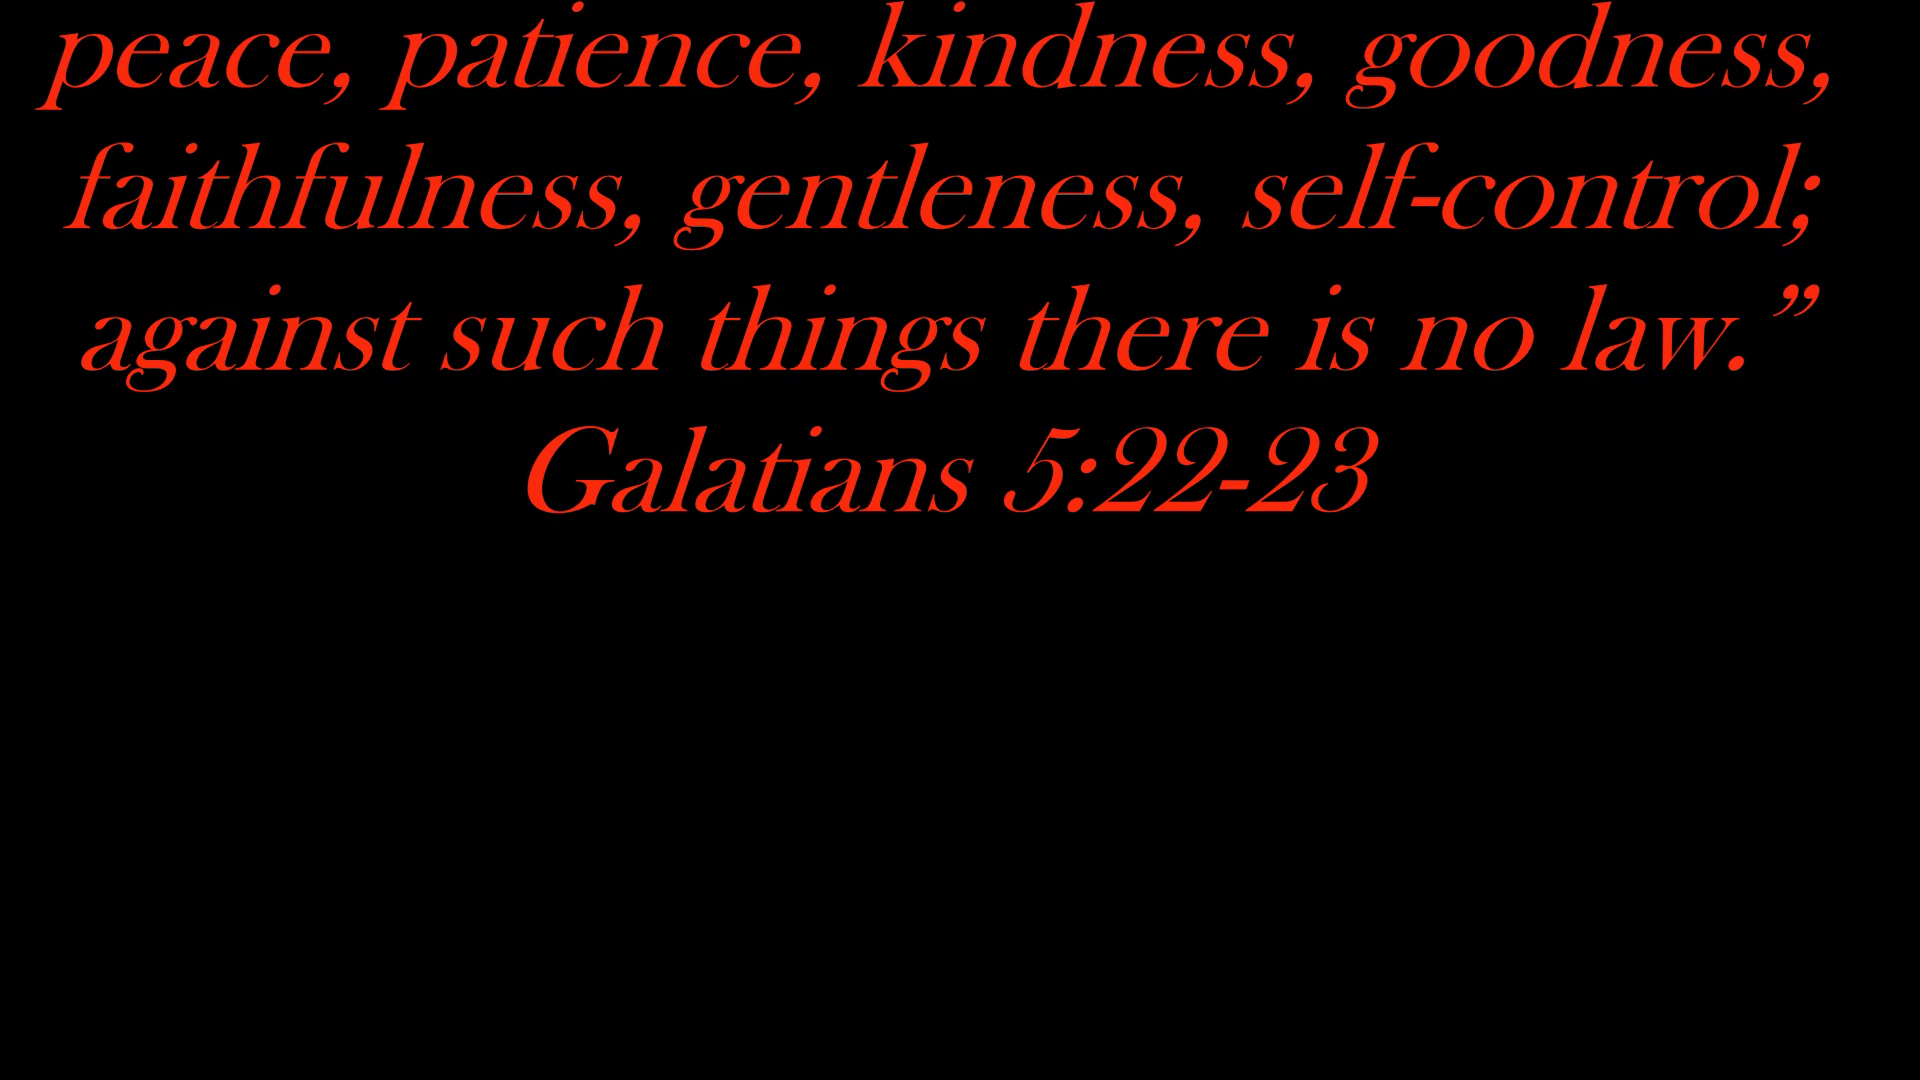 peace, patience, kindness, goodness,
faithfulness, gentleness, self-control;
against such things there is no law.”
Galatians 5:22-23